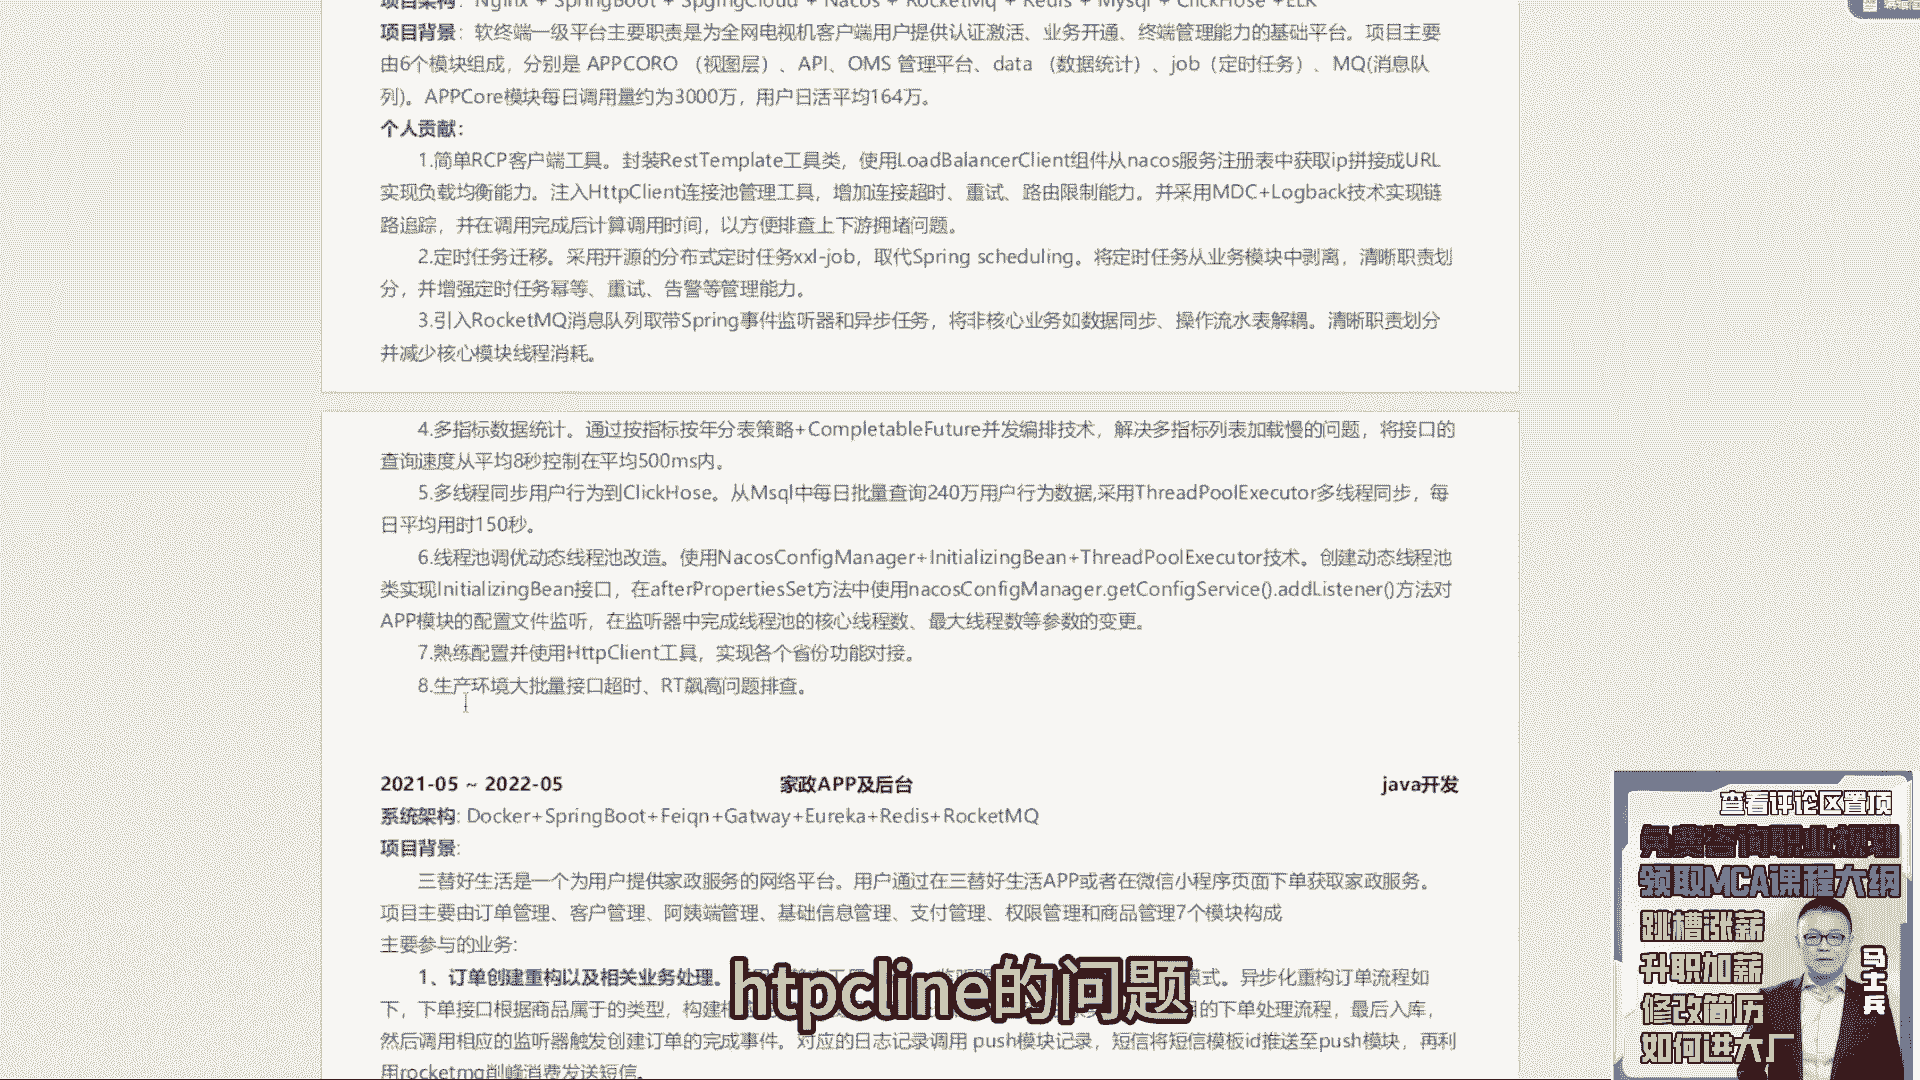 项目架构：Nginx + SpringBoot + SpgingCloud + Nacos + RocketMq + Redis + Mysql + ClickHose +ELK
项目背景：软终端一级平台主要职责是为全网电视机客户端用户提供认证激活、业务开通、终端管理能力的基础平台。项目主要
由6个模块组成，分别是 APPCORO （视图层）、API、OMS 管理平台、data （数据统计）、job（定时任务）、MQ(消息队
列)。APPCore模块每日调用量约为3000万，用户日活平均164万。
个人贡献：
1.简单RCP客户端工具。封装RestTemplate工具类，使用LoadBalancerClient组件从nacos服务注册表中获取ip拼接成URL
实现负载均衡能力。注入HttpClient连接池管理工具，增加连接超时、重试、路由限制能力。并采用MDC+Logback技术实现链
路追踪，并在调用完成后计算调用时间，以方便排查上下游拥堵问题。
2.定时任务迁移。采用开源的分布式定时任务xxl-job，取代Spring scheduling。将定时任务从业务模块中剥离，清晰职责划
分，并增强定时任务幂等、重试、告警等管理能力。
3.引入RocketMQ消息队列取带Spring事件监听器和异步任务，将非核心业务如数据同步、操作流水表解耦。清晰职责划分
并减少核心模块线程消耗。
4.多指标数据统计。通过按指标按年分表策略+CompletableFuture并发编排技术，解决多指标列表加载慢的问题，将接口的
查询速度从平均8秒控制在平均500ms内。
5.多线程同步用户行为到ClickHose。从Msql中每日批量查询240万用户行为数据,采用ThreadPoolExecutor多线程同步，每
日平均用时150秒。
6.线程池调优动态线程池改造。使用NacosConfigManager+InitializingBean+ThreadPoolExecutor技术。创建动态线程池
类实现InitializingBean接口，在afterPropertiesSet方法中使用nacosConfigManager.getConfigService().addListener()方法对
APP模块的配置文件监听，在监听器中完成线程池的核心线程数、最大线程数等参数的变更。
7.熟练配置并使用HttpClient工具，实现各个省份功能对接。
8.生产环境大批量接口超时、RT飙高问题排查。
2021-05 ~ 2022-05 家政APP及后台 java开发
系统架构: Docker+SpringBoot+Feiqn+Gatway+Eureka+Redis+RocketMQ
项目背景:
三替好生活是一个为用户提供家政服务的网络平台。用户通过在三替好生活APP或者在微信小程序页面下单获取家政服务。
项目主要由订单管理、客户管理、阿姨端管理、基础信息管理、支付管理、权限管理和商品管理7个模块构成
主要参与的业务:
1、订单创建重构以及相关业务处理。 模式。异步化重构订单流程如
下，下单接口根据商品属于的类型，构建 的下单处理流程，最后入库，
然后调用相应的监听器触发创建订单的完成事件。对应的日志记录调用 push模块记录，短信将短信模板id推送至push模块，再利
用rocketmq削峰消费发送短信。
htpcline的问题
查看评论区置顶
免费咨询职业规划
领取MCA课程大纲
跳槽涨薪
升职加薪
修改简历
如何进大厂
马士兵